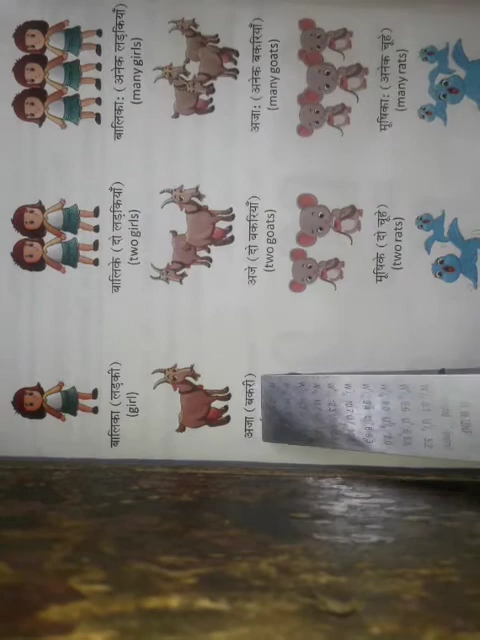 बालिका (लड़की) बालिके (दो लड़कियाँ) बालिका: (अनेक लड़कियाँ)
(girl) (two girls) (many girls)
अजा (बकरी) अजे (दो बकरियाँ) अजा: (अनेक बकरियाँ)
(two goats) (many goats)
मूषिके (दो चूहे) मूषिका: (अनेक चूहे)
(two rats) (many rats)